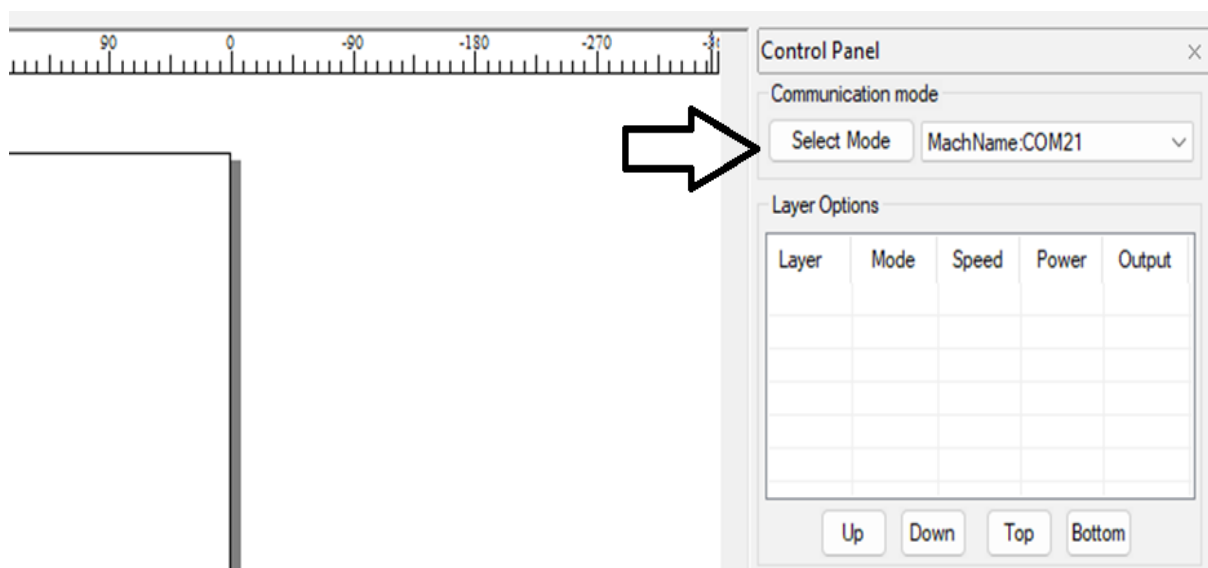 90 0 -90 -180 -270
Control Panel
Communication mode
Select Mode MachName:COM21
Layer Options
Layer Mode Speed Power Output
Up Down Top Bottom